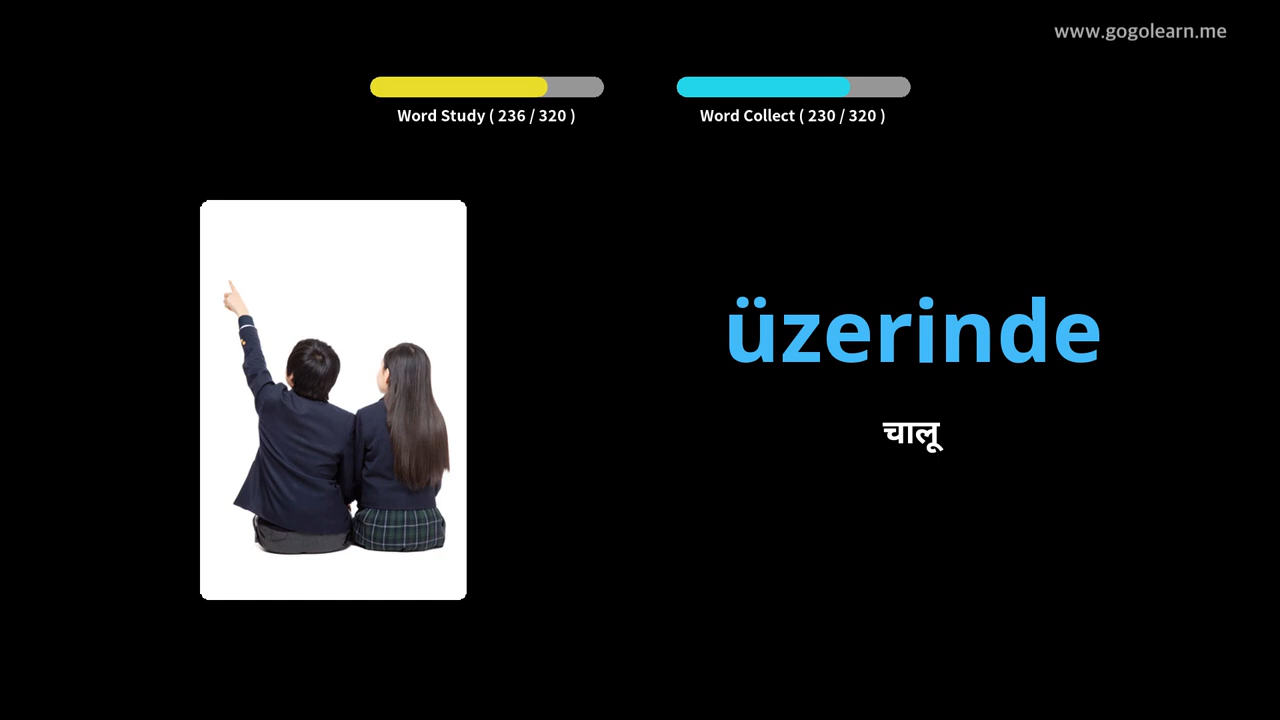 www.gogolearn.me
Word Study ( 236 / 320 )
Word Collect ( 230 / 320 )
üzerinde
चालू